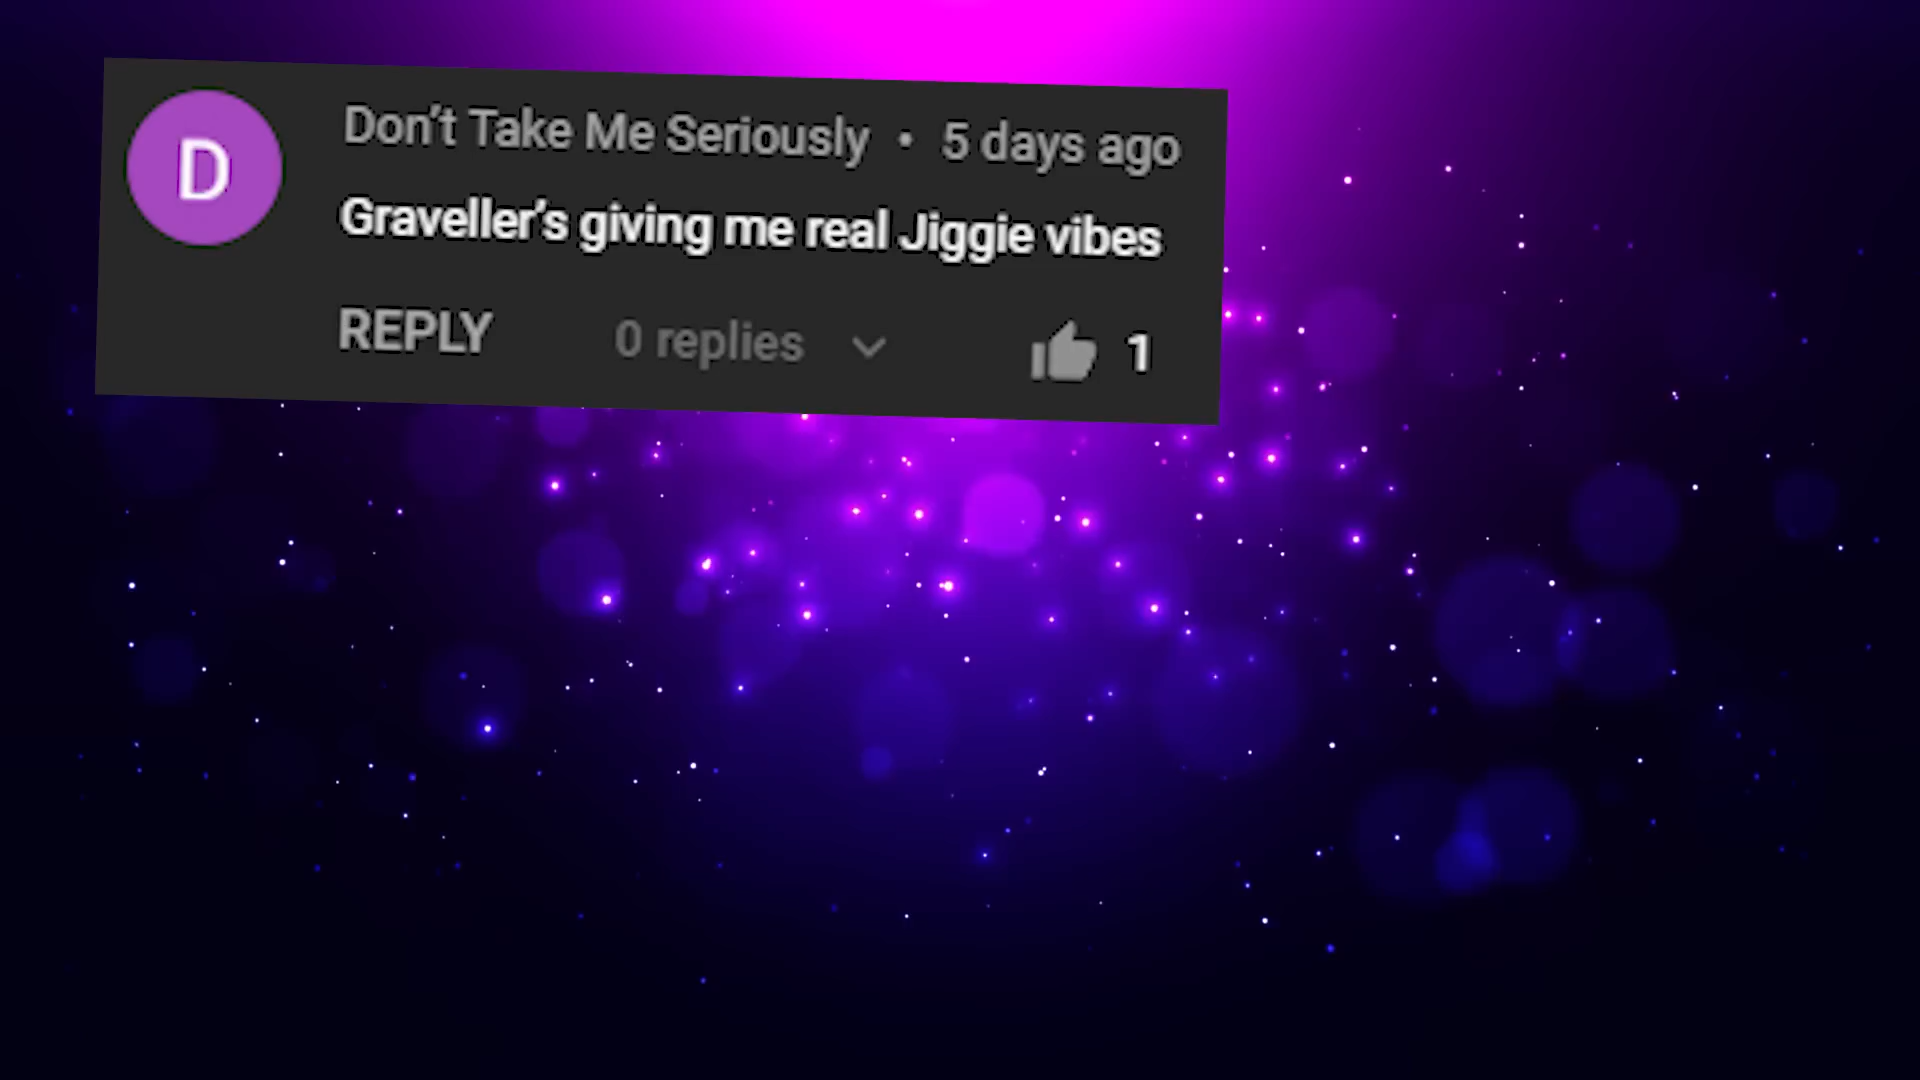 D
Don’t Take Me Seriously • 5 days ago
Graveller’s giving me real Jiggie vibes
REPLY 0 replies 1